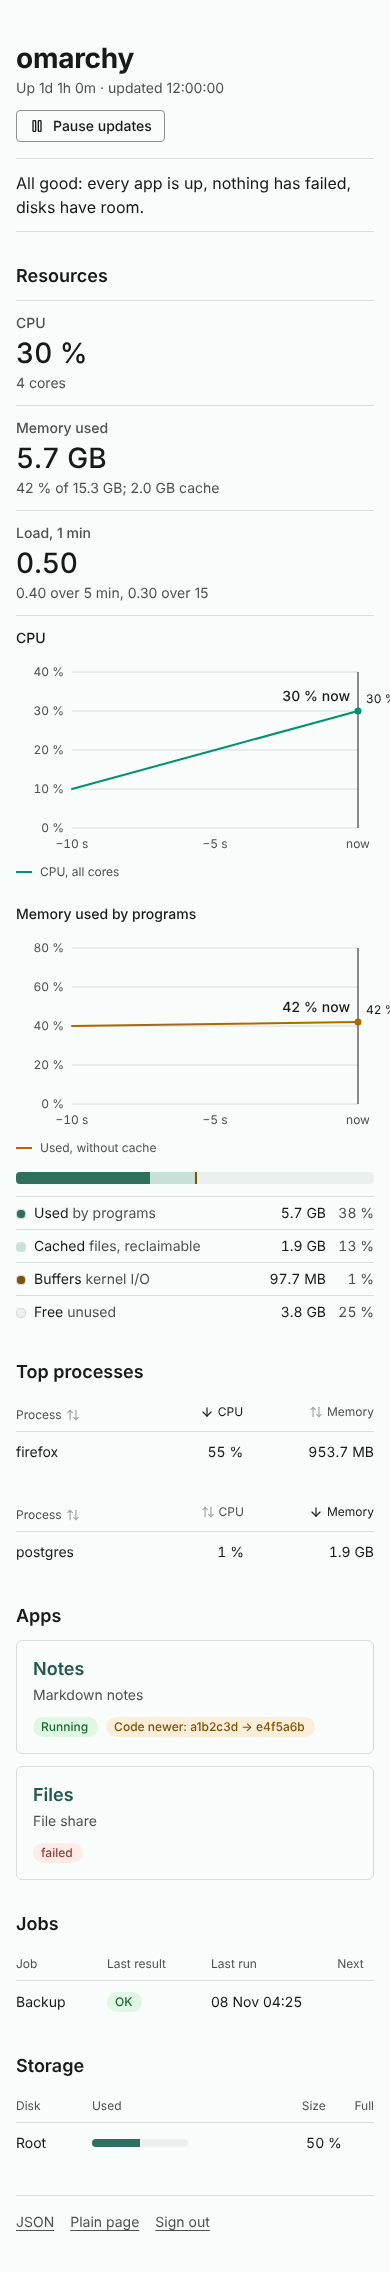 omarchy
Up 1d 1h 0m · updated 12:00:00
Pause updates
All good: every app is up, nothing has failed,
disks have room.
Resources
CPU
30 %
4 cores
Memory used
5.7 GB
42 % of 15.3 GB; 2.0 GB cache
Load, 1 min
0.50
0.40 over 5 min, 0.30 over 15
CPU
40 %
30 % now 30 %
30 %
20 %
10 %
0 %
−10 s −5 s now
CPU, all cores
Memory used by programs
80 %
60 %
42 % now 42 %
40 %
20 %
0 %
−10 s −5 s now
Used, without cache
Used by programs 5.7 GB 38 %
Cached files, reclaimable 1.9 GB 13 %
Buffers kernel I/O 97.7 MB 1 %
Free unused 3.8 GB 25 %
Top processes
Process ↑↓ ↓ CPU ↑↓ Memory
firefox 55 % 953.7 MB
Process ↑↓ ↑↓ CPU ↓ Memory
postgres 1 % 1.9 GB
Apps
Notes
Markdown notes
Running Code newer: a1b2c3d → e4f5a6b
Files
File share
failed
Jobs
Job Last result Last run Next
Backup OK 08 Nov 04:25
Storage
Disk Used Size Full
Root 50 %
JSON Plain page Sign out